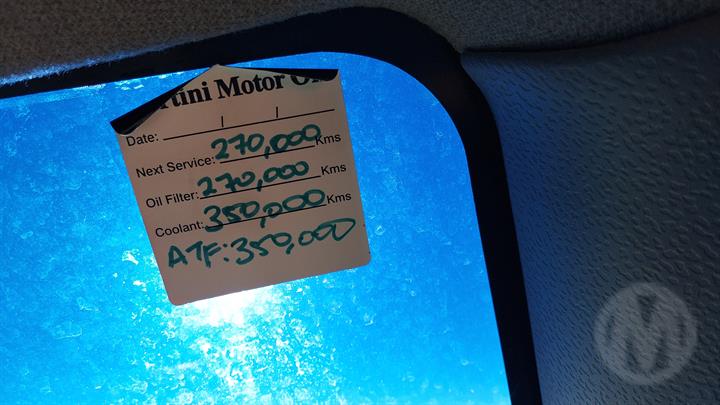 Motor
Date: / /
Next Service: 270,000 Kms
Oil Filter: 270,000 Kms
Coolant: 350,000 Kms
ATF: 350,000
M